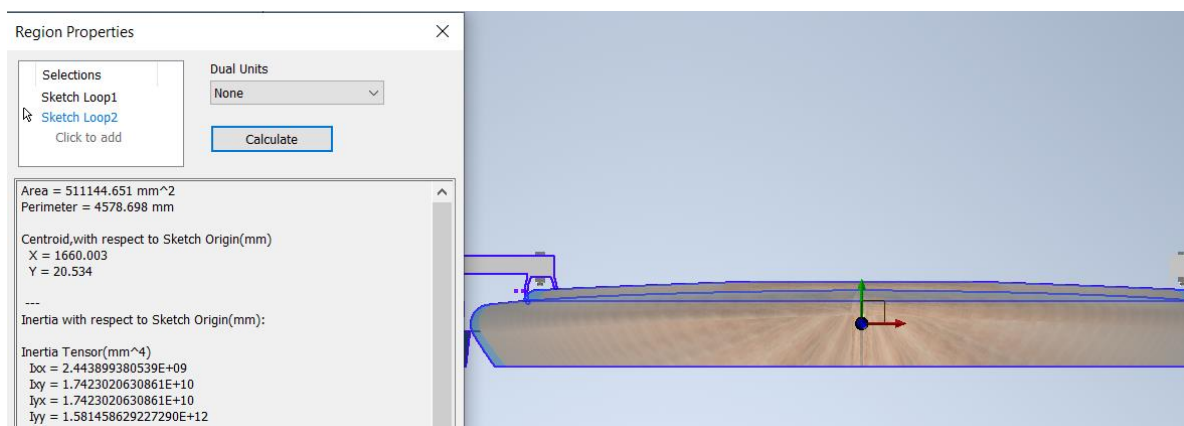 Region Properties
Selections
Sketch Loop1
Sketch Loop2
Click to add
Dual Units
None
Calculate
Area = 511144.651 mm^2
Perimeter = 4578.698 mm
Centroid,with respect to Sketch Origin(mm)
X = 1660.003
Y = 20.534
---
Inertia with respect to Sketch Origin(mm):
Inertia Tensor(mm^4)
Ixx = 2.443899380539E+09
Ixy = 1.7423020630861E+10
Iyx = 1.7423020630861E+10
Iyy = 1.581458629227290E+12